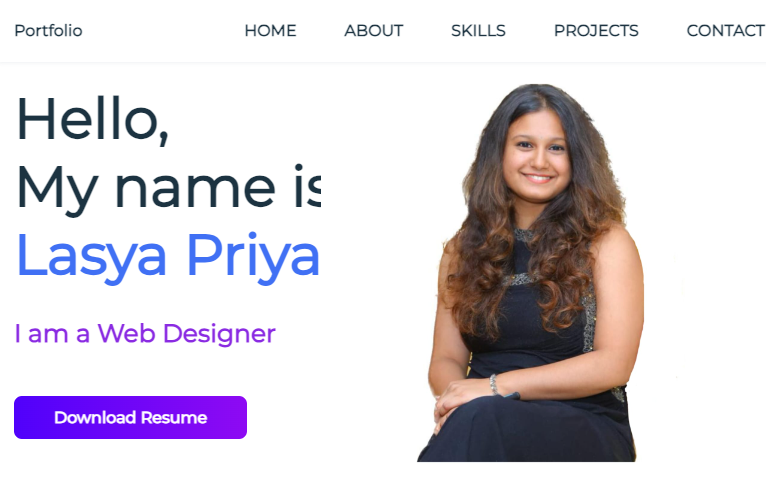 Portfolio HOME ABOUT SKILLS PROJECTS CONTACT
Hello,
My name is
Lasya Priya
I am a Web Designer
Download Resume